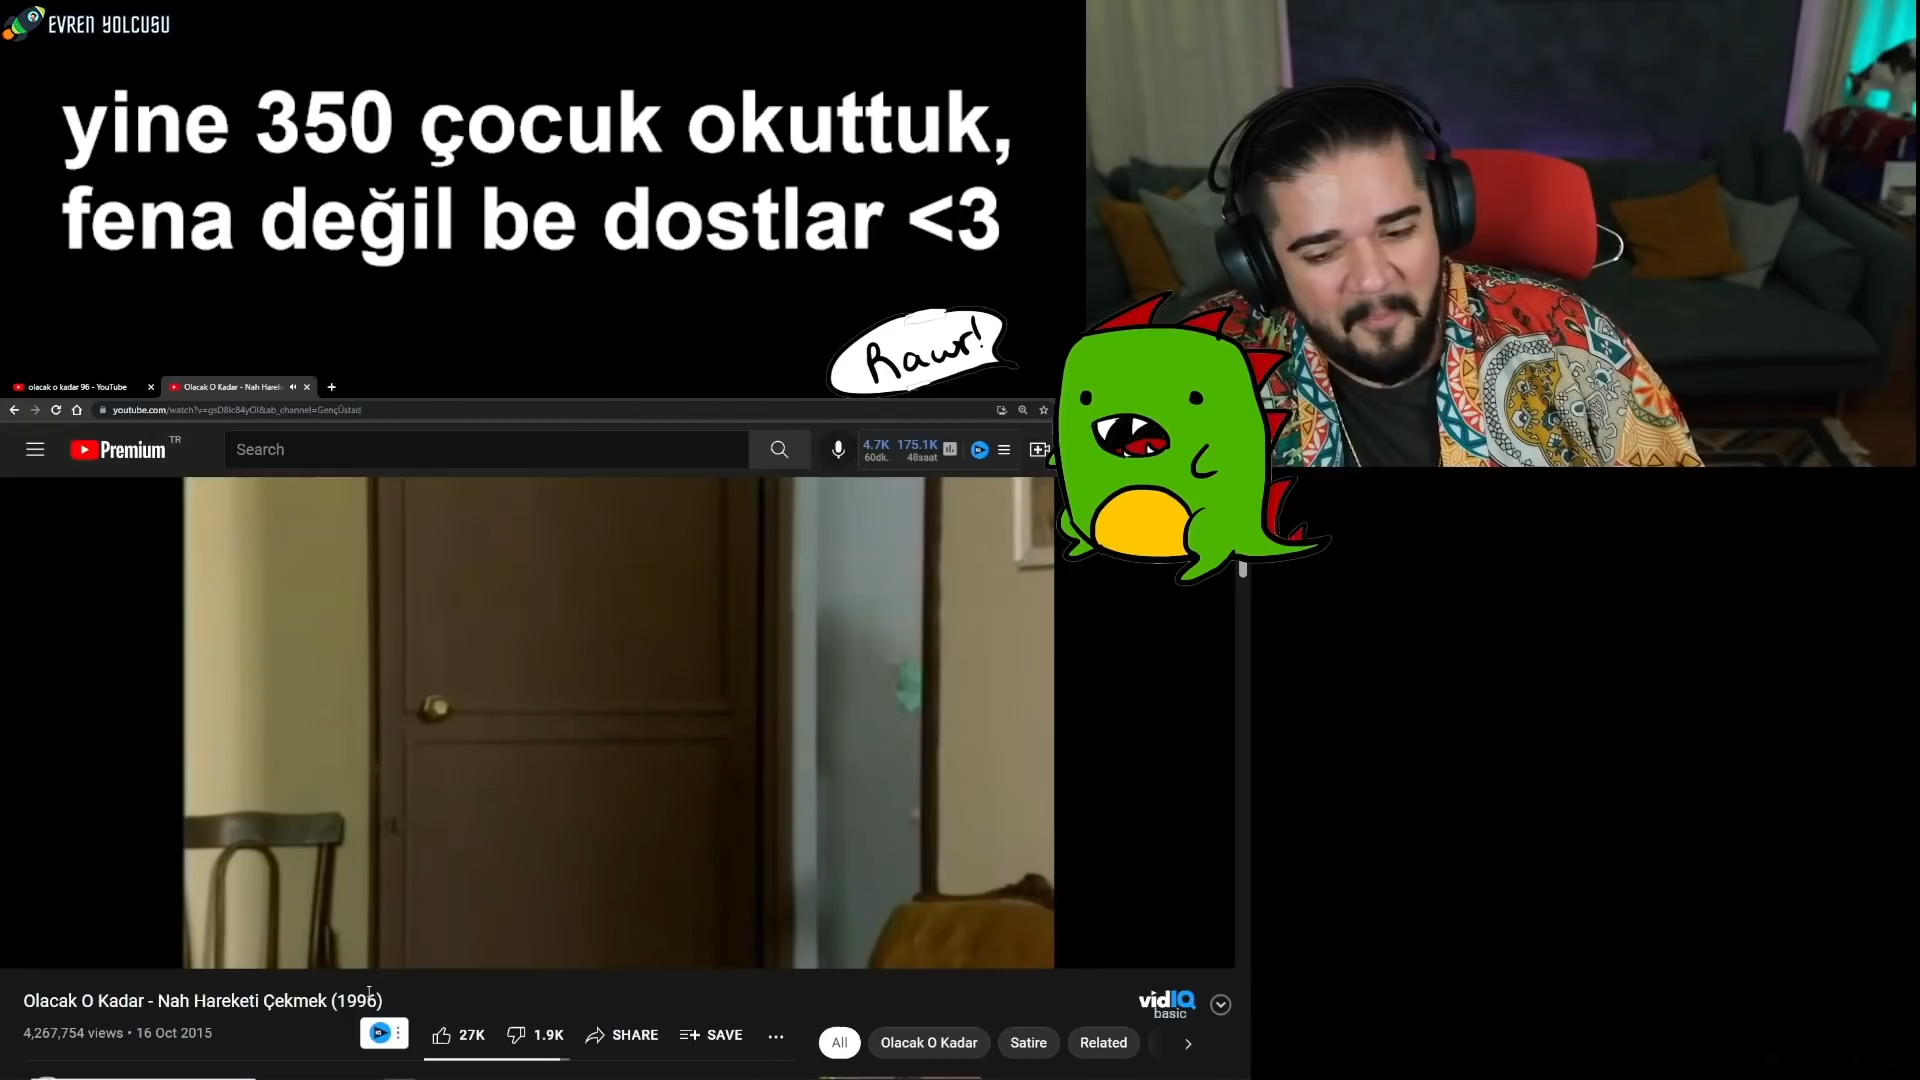 EVREN YOLCUSU
yine 350 çocuk okuttuk,
fena değil be dostlar <3
Rawr!
olacak o kadar 96 - YouTube
Olacak O Kadar - Nah Harek
youtube.com/watch?v=gsD8lc84yOI&ab_channel=GençÜstad
Premium TR
Search
4.7K 175.1K
60dk. 48saat
Olacak O Kadar - Nah Hareketi Çekmek (1996)
vidIQ
basic
4,267,754 views • 16 Oct 2015
27K
1.9K
SHARE
SAVE
All
Olacak O Kadar
Satire
Related